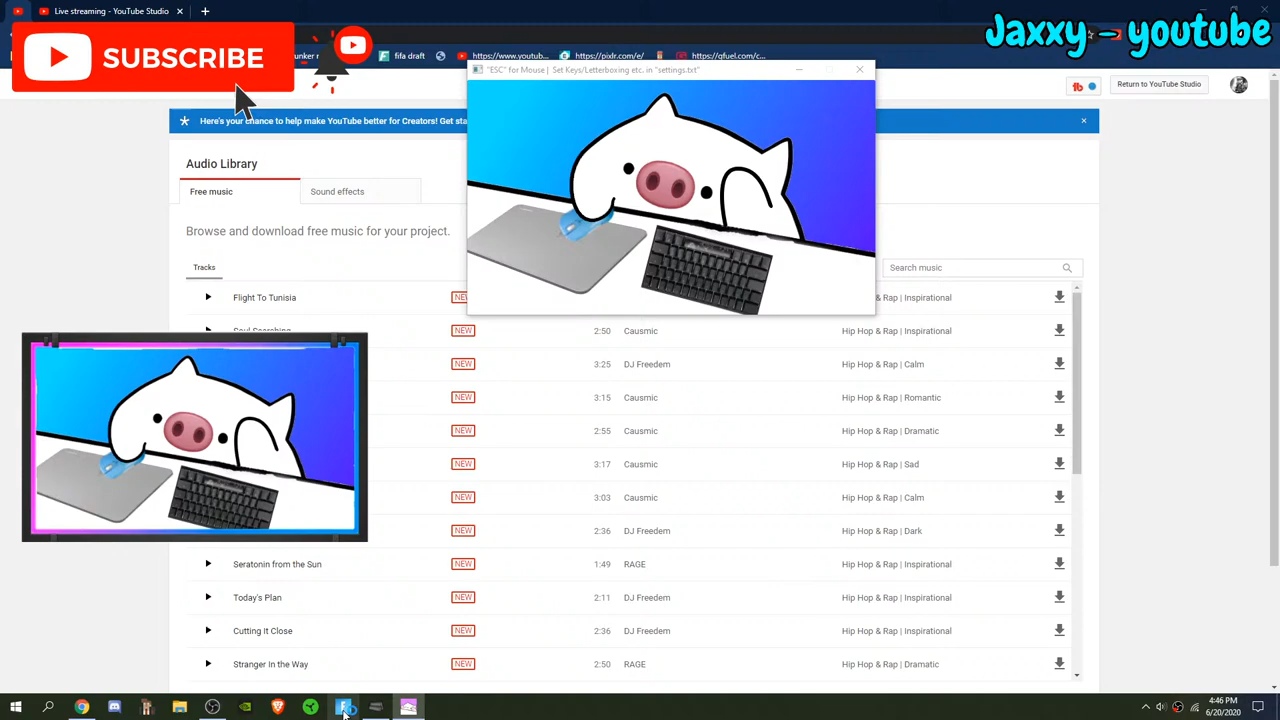 Live streaming - YouTube Studio
SUBSCRIBE
Jaxxy - youtube
fifa draft
https://www.youtube...
https://pixlr.com/e/
https://gfuel.com/c...
"ESC" for Mouse | Set Keys/Letterboxing etc. in "settings.txt"
Return to YouTube Studio
Here's your chance to help make YouTube better for Creators! Get sta
Audio Library
Free music
Sound effects
Browse and download free music for your project.
Tracks
Search music
Flight To Tunisia
& Rap | Inspirational
Soul Searching
NEW
2:50
Causmic
Hip Hop & Rap | Inspirational
NEW
3:25
DJ Freedem
Hip Hop & Rap | Calm
NEW
3:15
Causmic
Hip Hop & Rap | Romantic
NEW
2:55
Causmic
Hip Hop & Rap | Dramatic
NEW
3:17
Causmic
Hip Hop & Rap | Sad
NEW
3:03
Causmic
Hip Hop & Rap | Calm
NEW
2:36
DJ Freedem
Hip Hop & Rap | Dark
Seratonin from the Sun
NEW
1:49
RAGE
Hip Hop & Rap | Inspirational
Today's Plan
NEW
2:11
DJ Freedem
Hip Hop & Rap | Inspirational
Cutting It Close
NEW
2:36
DJ Freedem
Hip Hop & Rap | Inspirational
Stranger In the Way
NEW
2:50
RAGE
Hip Hop & Rap | Dramatic
4:46 PM
6/20/2020